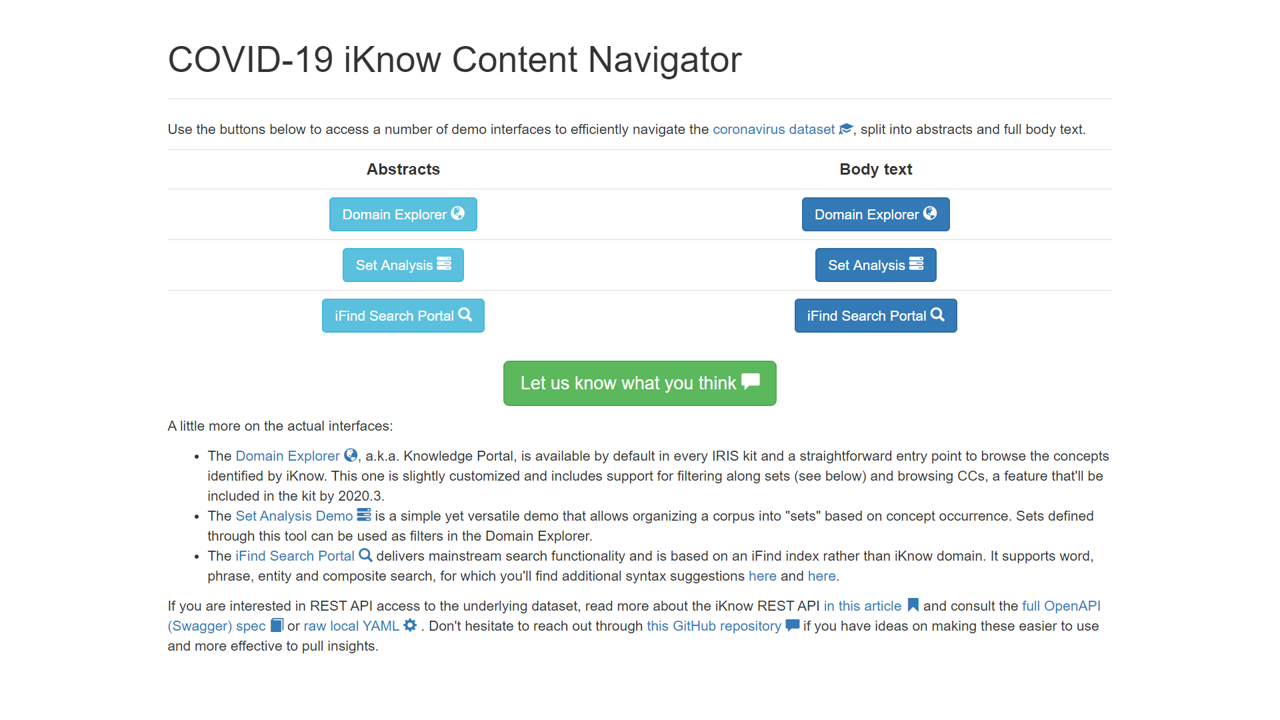 COVID-19 iKnow Content Navigator
Use the buttons below to access a number of demo interfaces to efficiently navigate the coronavirus dataset, split into abstracts and full body text.
Abstracts Body text
Domain Explorer Domain Explorer
Set Analysis Set Analysis
iFind Search Portal iFind Search Portal
Let us know what you think
A little more on the actual interfaces:
• The Domain Explorer, a.k.a. Knowledge Portal, is available by default in every IRIS kit and a straightforward entry point to browse the concepts
identified by iKnow. This one is slightly customized and includes support for filtering along sets (see below) and browsing CCs, a feature that'll be
included in the kit by 2020.3.
• The Set Analysis Demo is a simple yet versatile demo that allows organizing a corpus into "sets" based on concept occurrence. Sets defined
through this tool can be used as filters in the Domain Explorer.
• The iFind Search Portal delivers mainstream search functionality and is based on an iFind index rather than iKnow domain. It supports word,
phrase, entity and composite search, for which you'll find additional syntax suggestions here and here.
If you are interested in REST API access to the underlying dataset, read more about the iKnow REST API in this article and consult the full OpenAPI
(Swagger) spec or raw local YAML . Don't hesitate to reach out through this GitHub repository if you have ideas on making these easier to use
and more effective to pull insights.